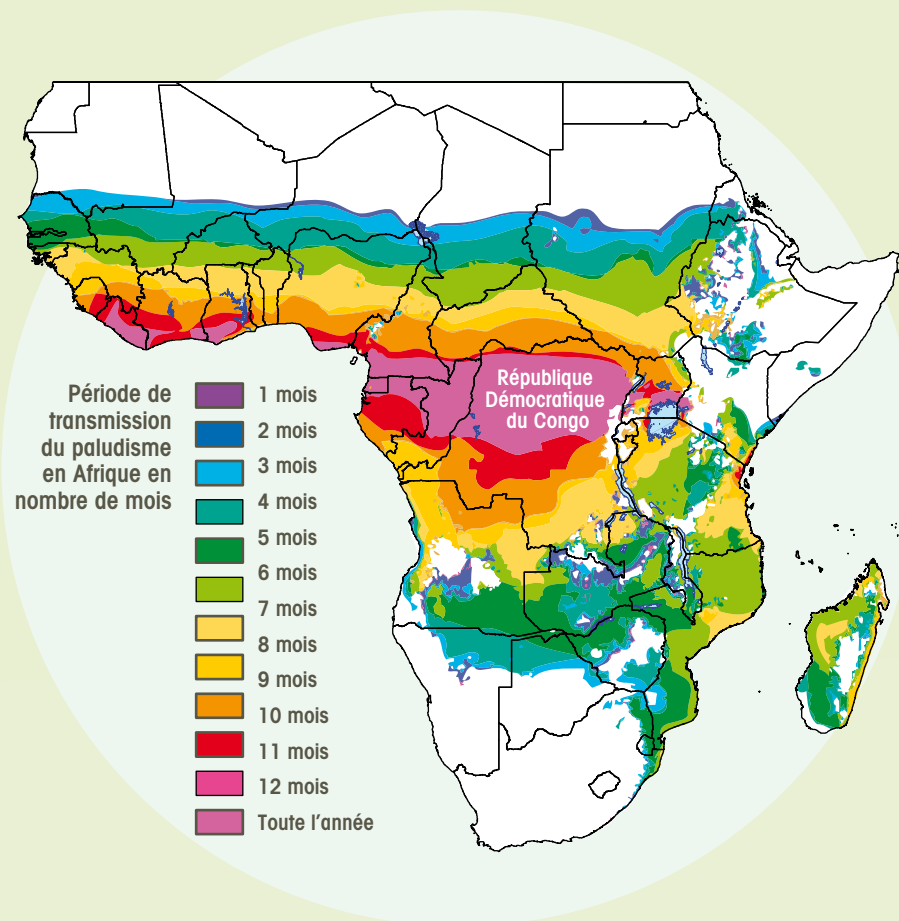 République
Démocratique
du Congo
Période de
transmission
du paludisme
en Afrique en
nombre de mois
1 mois
2 mois
3 mois
4 mois
5 mois
6 mois
7 mois
8 mois
9 mois
10 mois
11 mois
12 mois
Toute l’année